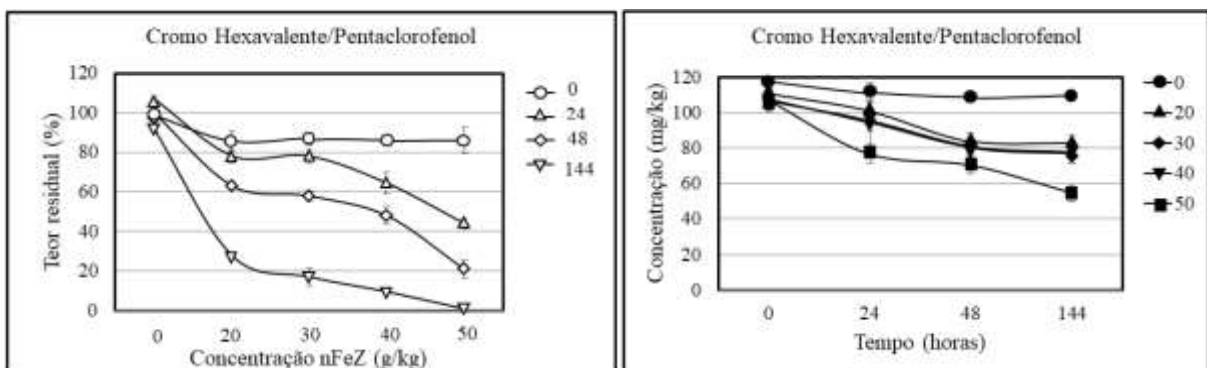 Cromo Hexavalente/Pentaclorofenol
120
100
80
60
40
20
0
Teor residual (%)
0 20 30 40 50
Concentração nFeZ (g/kg)
0
24
48
144
Cromo Hexavalente/Pentaclorofenol
120
100
80
60
40
20
0
Concentração (mg/kg)
0 24 48 144
Tempo (horas)
0
20
30
40
50